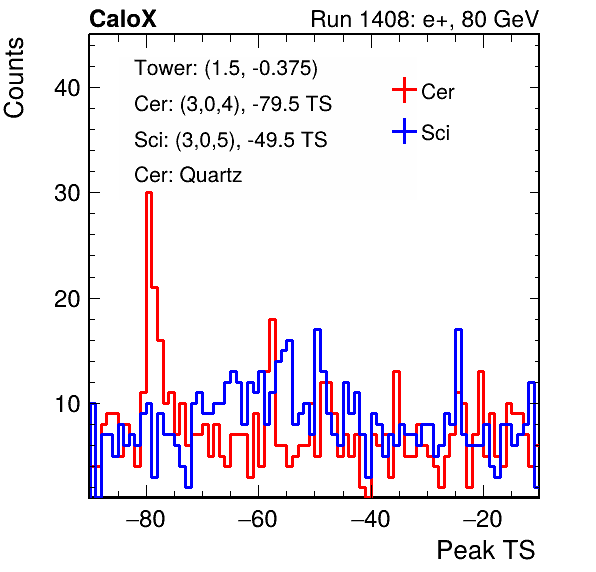 CaloX Run 1408: e+, 80 GeV
Counts
Tower: (1.5, -0.375)
Cer: (3,0,4), -79.5 TS
Sci: (3,0,5), -49.5 TS
Cer: Quartz
Cer
Sci
40
30
20
10
−80 −60 −40 −20
Peak TS